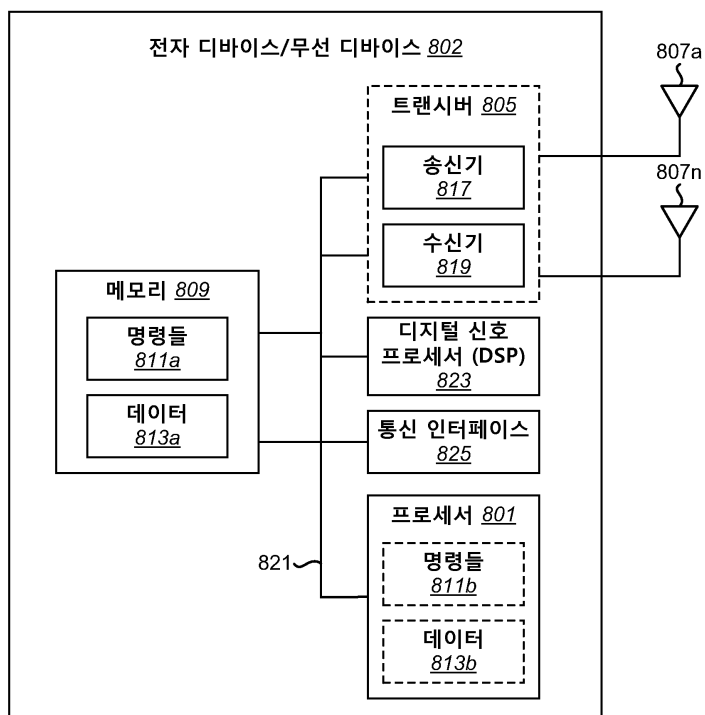 전자 디바이스/무선 디바이스 802
807a
트랜시버 805
송신기
817
807n
수신기
819
메모리 809
명령들
811a
데이터
813a
디지털 신호
프로세서 (DSP)
823
통신 인터페이스
825
프로세서 801
821
명령들
811b
데이터
813b